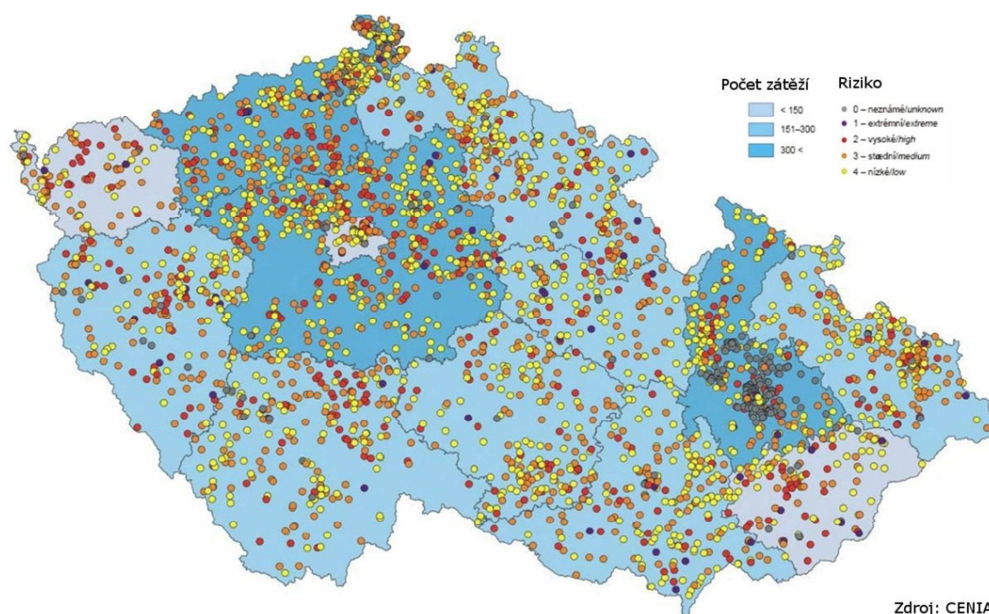 Počet zátěží
< 150
151–300
300 <
Riziko
0 – neznámé/unknown
1 – extrémní/extreme
2 – vysoké/high
3 – stædní/medium
4 – nízké/low
Zdroj: CENIA